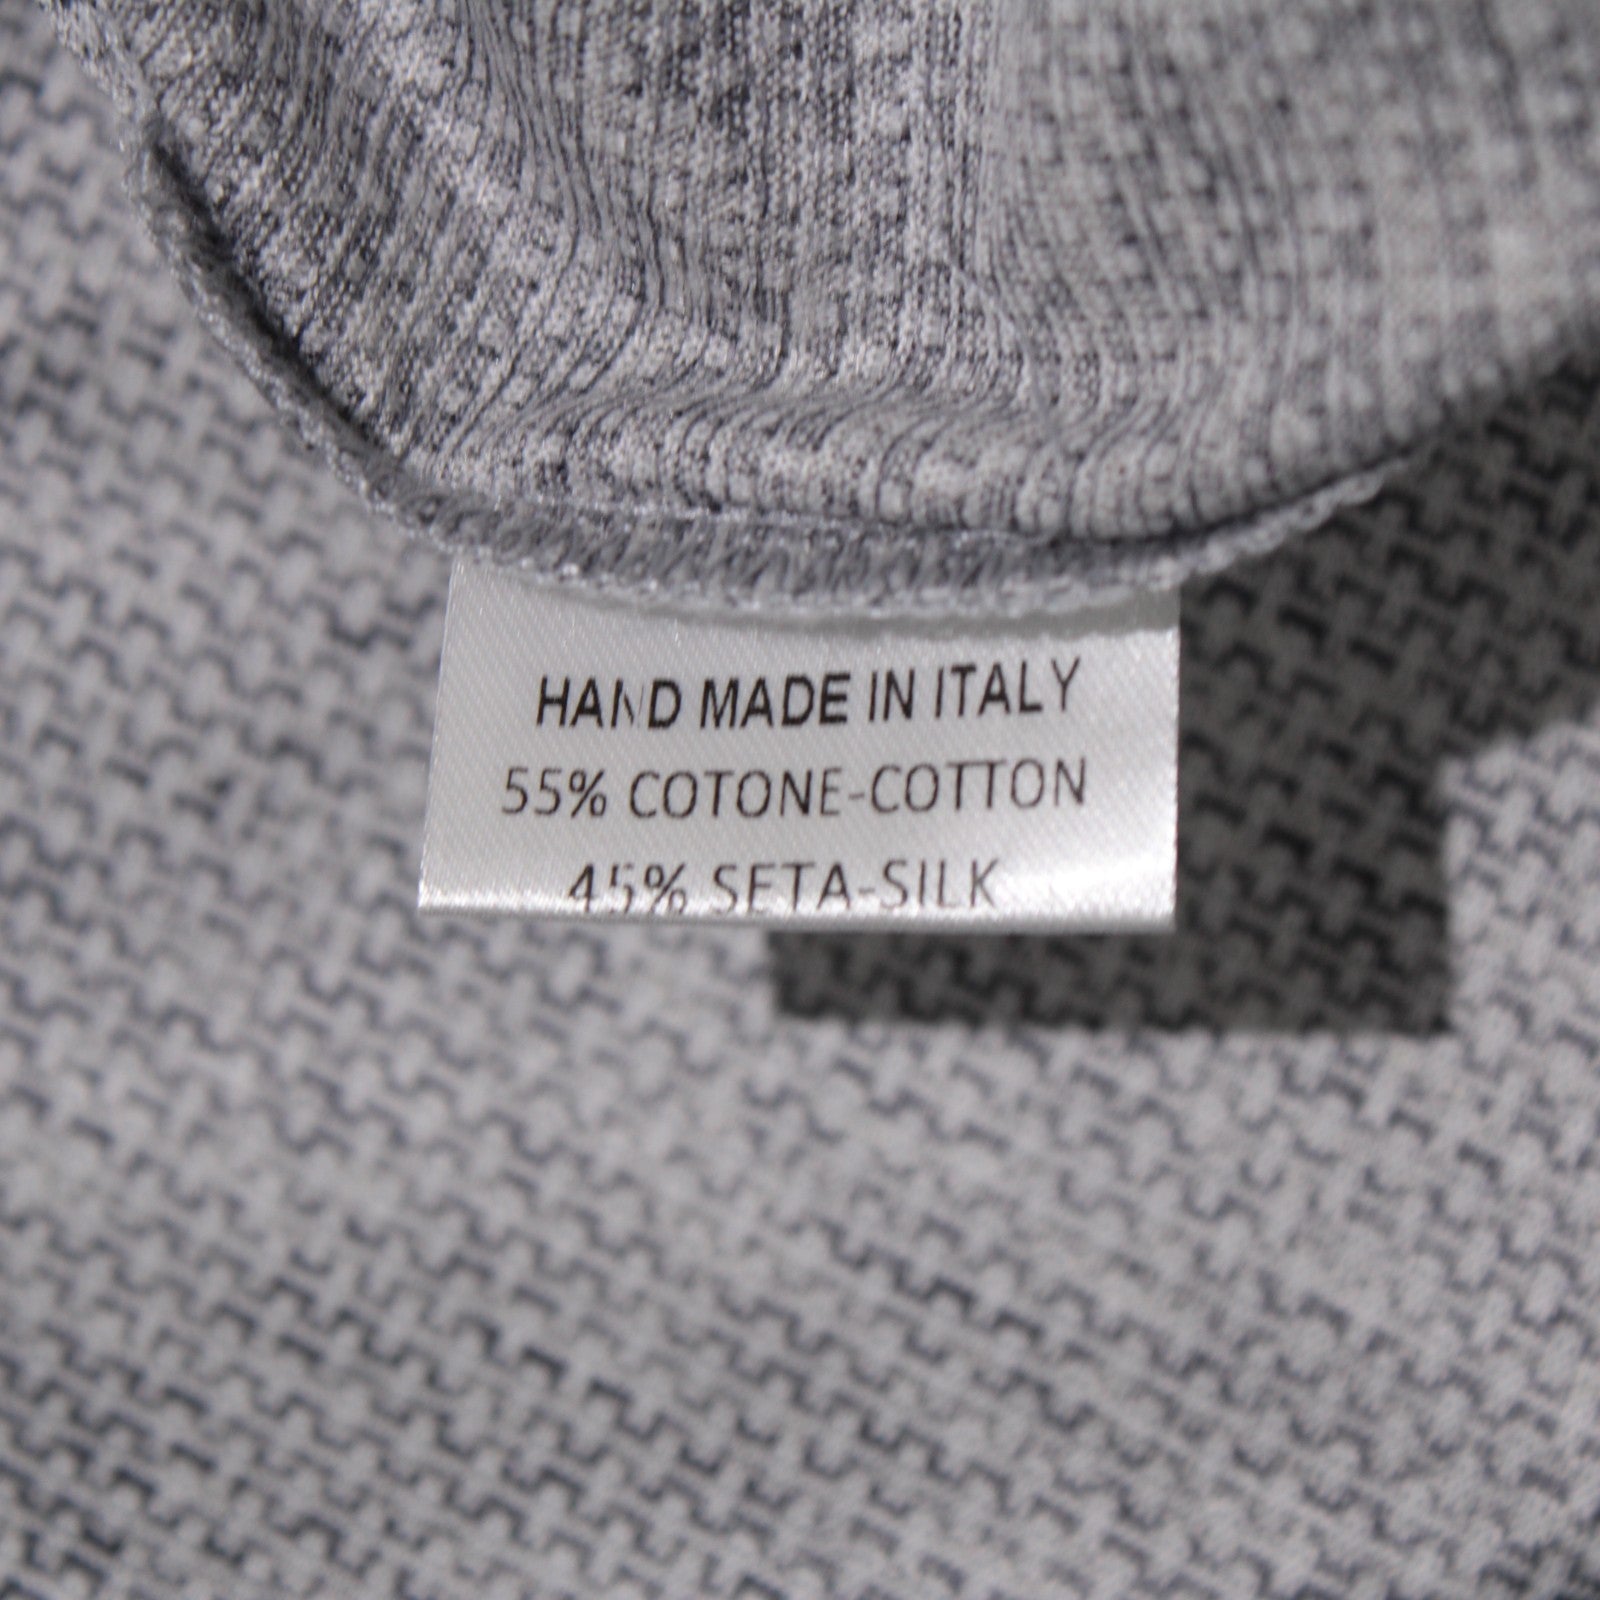 HAND MADE IN ITALY
55% COTONE-COTTON
45% SETA-SILK